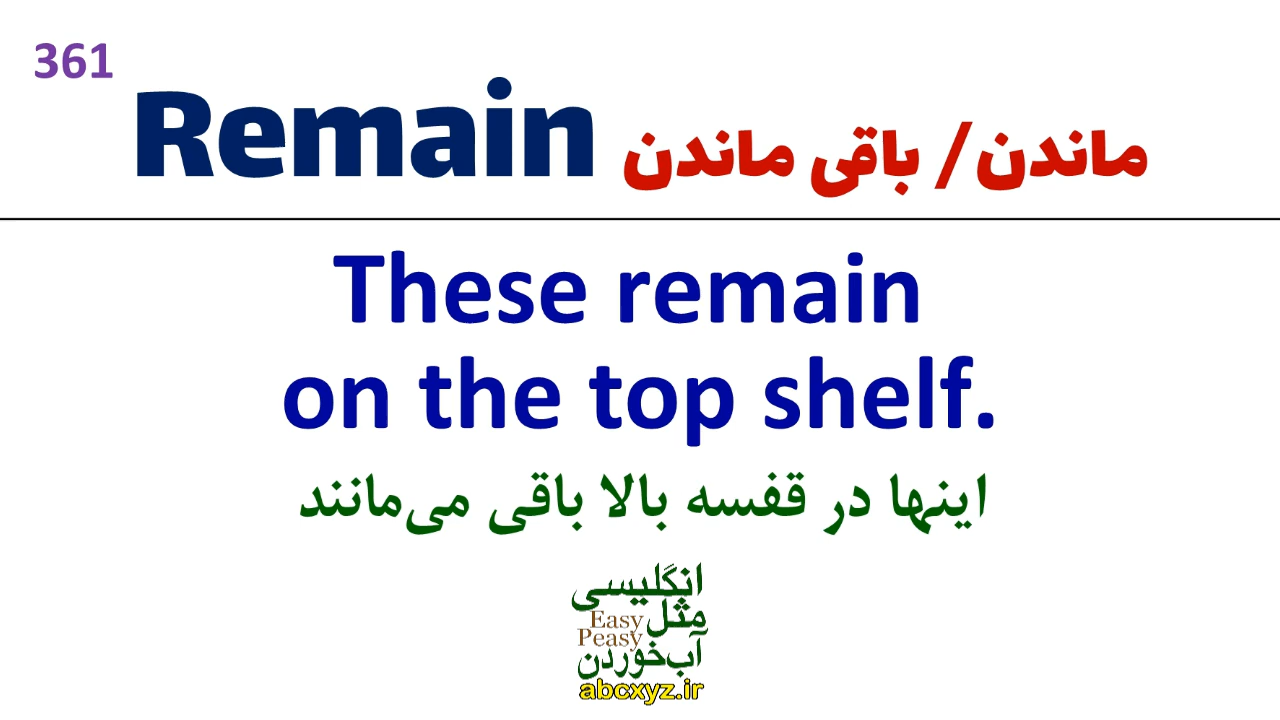 361
Remain ماندن/ باقی ماندن
These remain
on the top shelf.
اینها در قفسه بالا باقی می‌مانند
انگلیسی
مثل Easy
Peasy
آب‌خوردن
abcxyz.ir